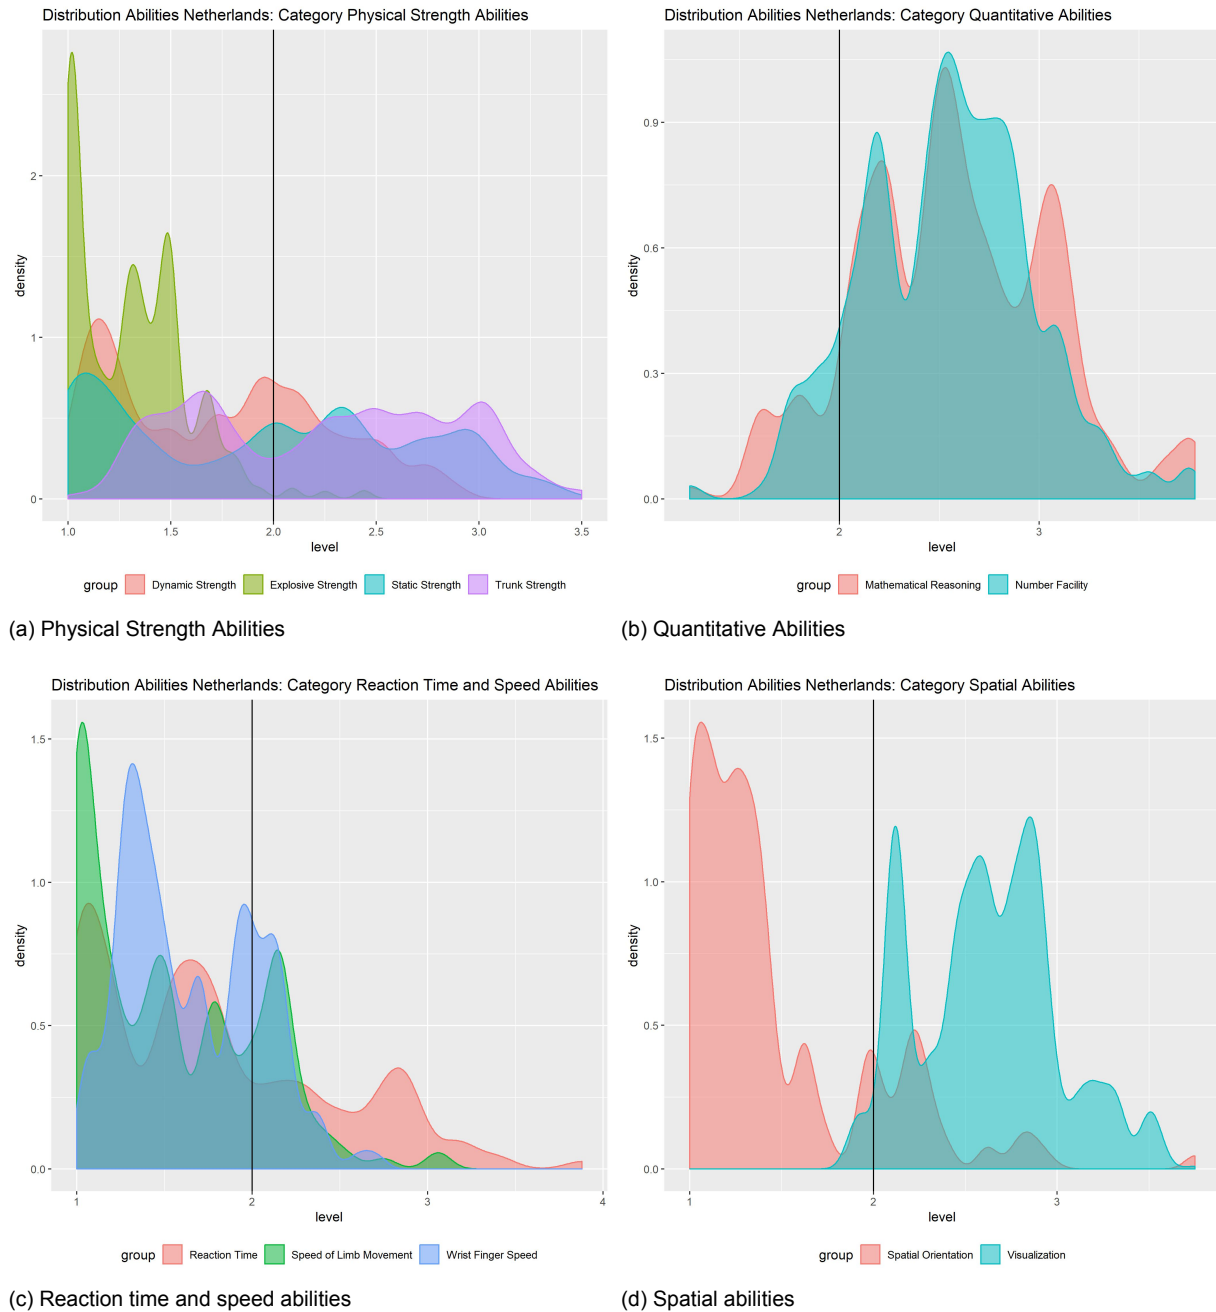 Distribution Abilities Netherlands: Category Physical Strength Abilities
density
2
1
0
1.0 1.5 2.0 2.5 3.0 3.5
level
group Dynamic Strength Explosive Strength Static Strength Trunk Strength
(a) Physical Strength Abilities
Distribution Abilities Netherlands: Category Quantitative Abilities
density
0.9
0.6
0.3
0.0
2 3
level
group Mathematical Reasoning Number Facility
(b) Quantitative Abilities
Distribution Abilities Netherlands: Category Reaction Time and Speed Abilities
density
1.5
1.0
0.5
0.0
1 2 3 4
level
group Reaction Time Speed of Limb Movement Wrist Finger Speed
(c) Reaction time and speed abilities
Distribution Abilities Netherlands: Category Spatial Abilities
density
1.5
1.0
0.5
0.0
1 2 3
level
group Spatial Orientation Visualization
(d) Spatial abilities